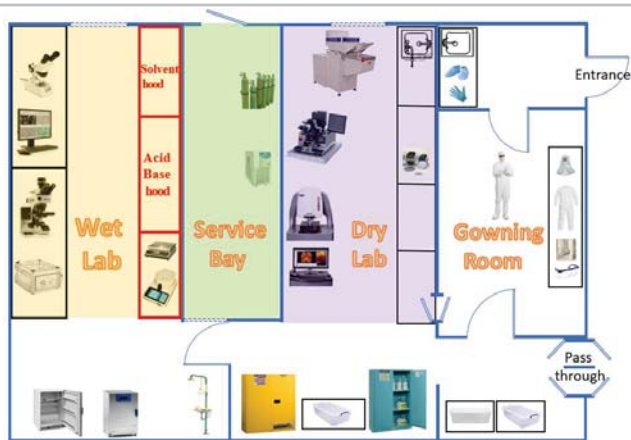 Solvent
hood
Entrance
Acid
Base
hood
Wet
Lab
Service
Bay
Dry
Lab
Gowning
Room
Pass
through